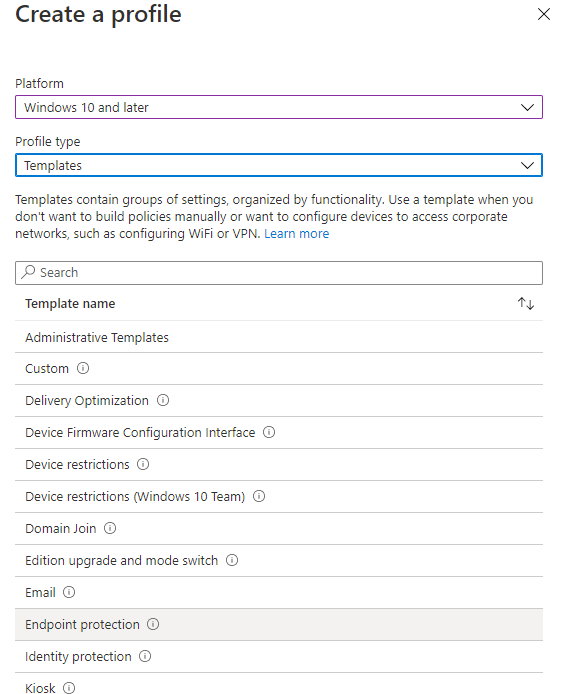 Create a profile
Platform
Windows 10 and later
Profile type
Templates
Templates contain groups of settings, organized by functionality. Use a template when you
don't want to build policies manually or want to configure devices to access corporate
networks, such as configuring WiFi or VPN. Learn more
Search
Template name
Administrative Templates
Custom
Delivery Optimization
Device Firmware Configuration Interface
Device restrictions
Device restrictions (Windows 10 Team)
Domain Join
Edition upgrade and mode switch
Email
Endpoint protection
Identity protection
Kiosk